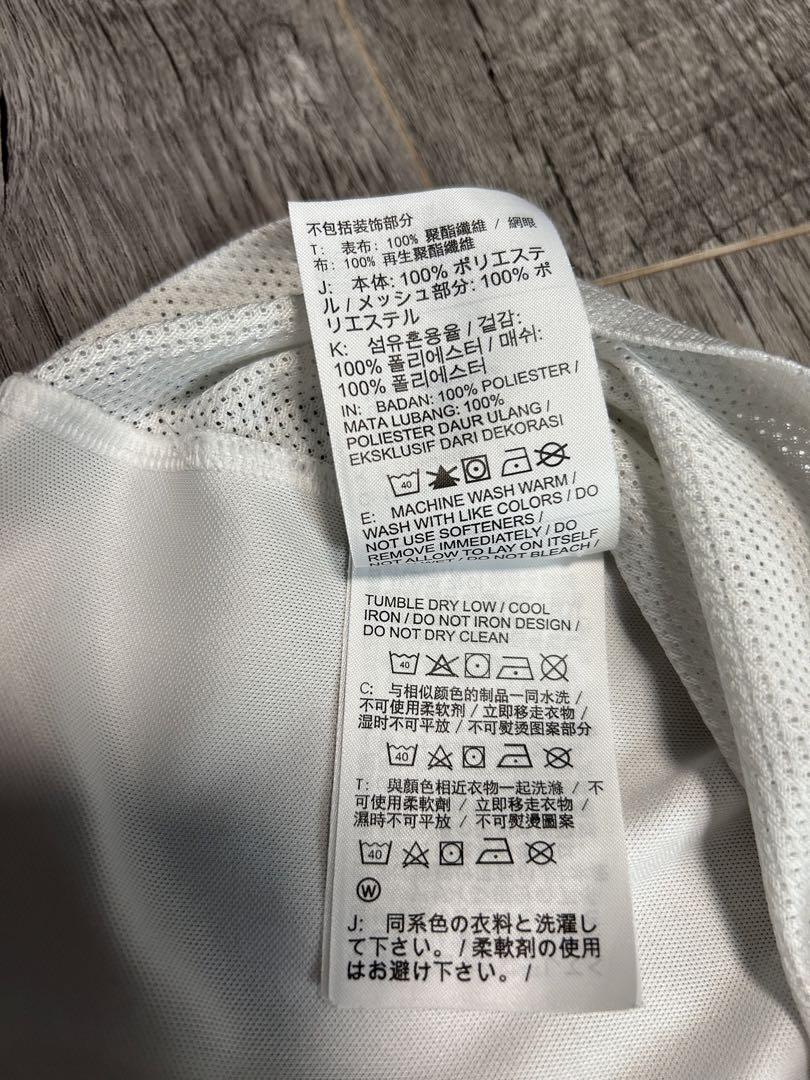 不包括装饰部分
T: 表布: 100% 聚酯纖維 / 網眼
布: 100% 再生聚酯纖維
J: 本体: 100% ポリエステ
ル / メッシュ部分: 100% ポ
リエステル
K: 섬유혼용율 / 겉감:
100% 폴리에스터 / 매쉬:
100% 폴리에스터
IN: BADAN: 100% POLIESTER /
MATA LUBANG: 100%
POLIESTER DAUR ULANG /
EKSKLUSIF DARI DEKORASI
40
E: MACHINE WASH WARM /
WASH WITH LIKE COLORS / DO
NOT USE SOFTENERS /
REMOVE IMMEDIATELY / DO
NOT ALLOW TO LAY ON ITSELF
/ DO NOT BLEACH /
TUMBLE DRY LOW / COOL
IRON / DO NOT IRON DESIGN /
DO NOT DRY CLEAN
40
C: 与相似颜色的制品一同水洗 /
不可使用柔软剂 / 立即移走衣物 /
湿时不可平放 / 不可熨烫图案部分
40
T: 與顏色相近衣物一起洗滌 / 不
可使用柔軟劑 / 立即移走衣物 /
濕時不可平放 / 不可熨燙圖案
40
W
J: 同系色の衣料と洗濯し
て下さい。 / 柔軟剤の使用
はお避け下さい。 /